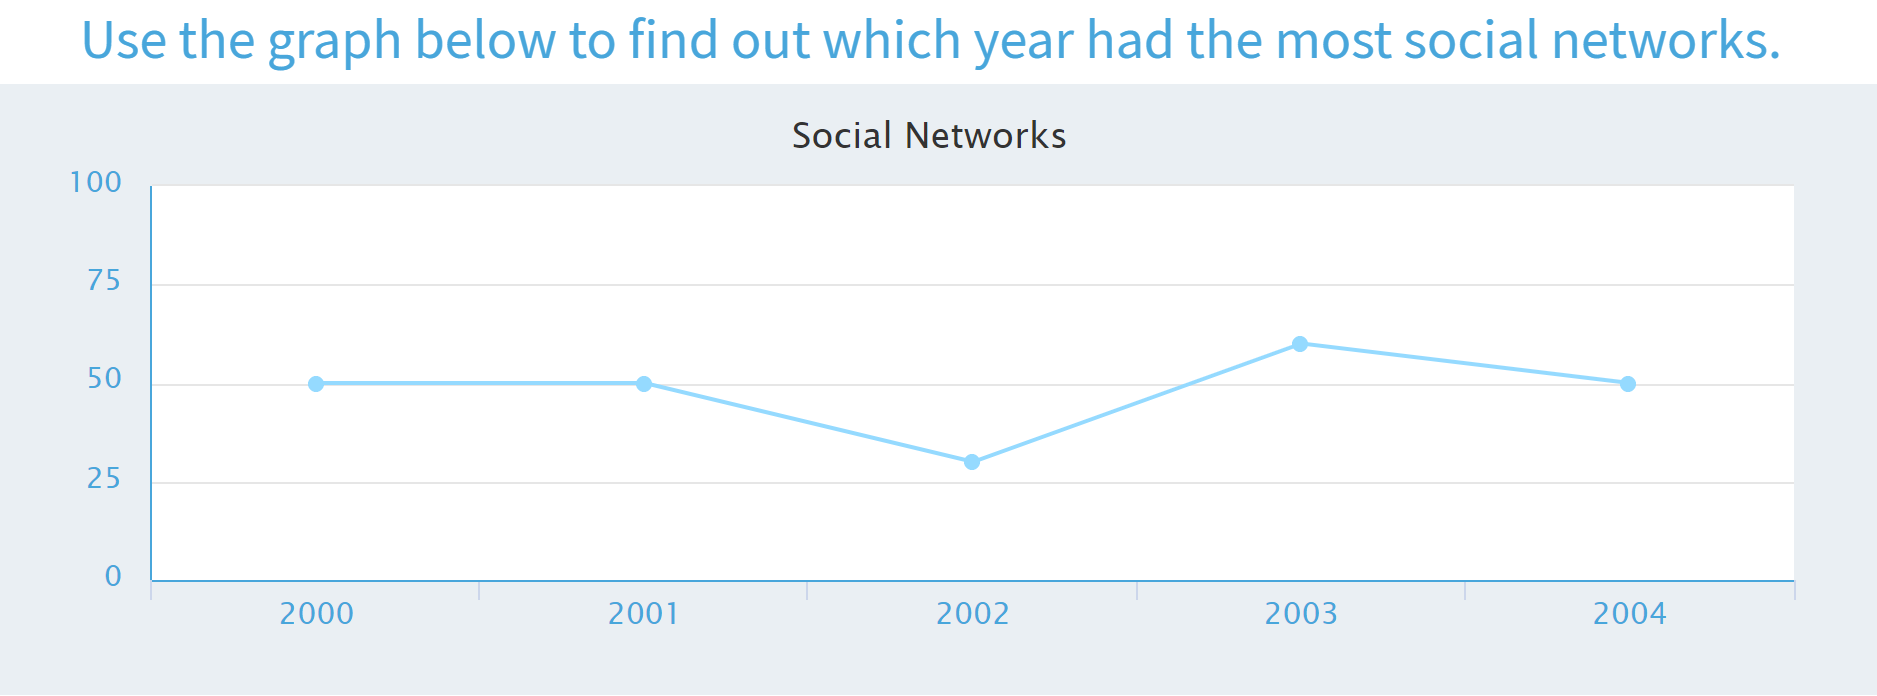 Use the graph below to find out which year had the most social networks.
Social Networks
100
75
50
25
0
2000 2001 2002 2003 2004